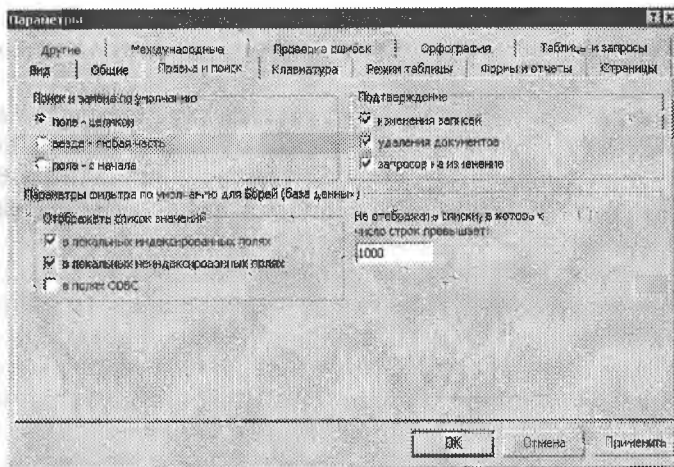 Параметры
Другие Международные Проверка ошибок Орфография Таблицы и запросы
Вид Общие Правка и поиск Клавиатура Режим таблицы Формы и отчеты Страницы
Поиск и замена по умолчанию
поле - целиком
везде - любая часть
поле - с начала
Подтверждение
изменения записей
удаления документов
запросов на изменение
Параметры фильтра по умолчанию для Борей (база данных)
Отображать список значений
в локальных индексированных полях
в локальных неиндексированных полях
в полях ODBC
Не отображать списки, в которых
число строк превышает:
1000
OK Отмена Применить